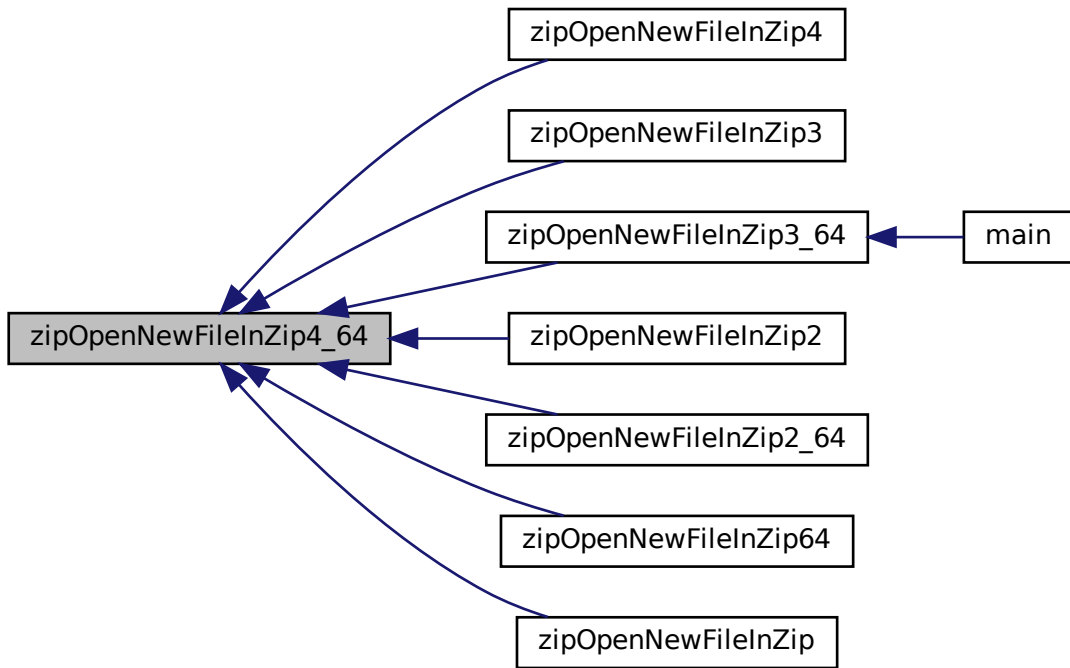 zipOpenNewFileInZip4
zipOpenNewFileInZip3
zipOpenNewFileInZip3_64
main
zipOpenNewFileInZip4_64
zipOpenNewFileInZip2
zipOpenNewFileInZip2_64
zipOpenNewFileInZip64
zipOpenNewFileInZip